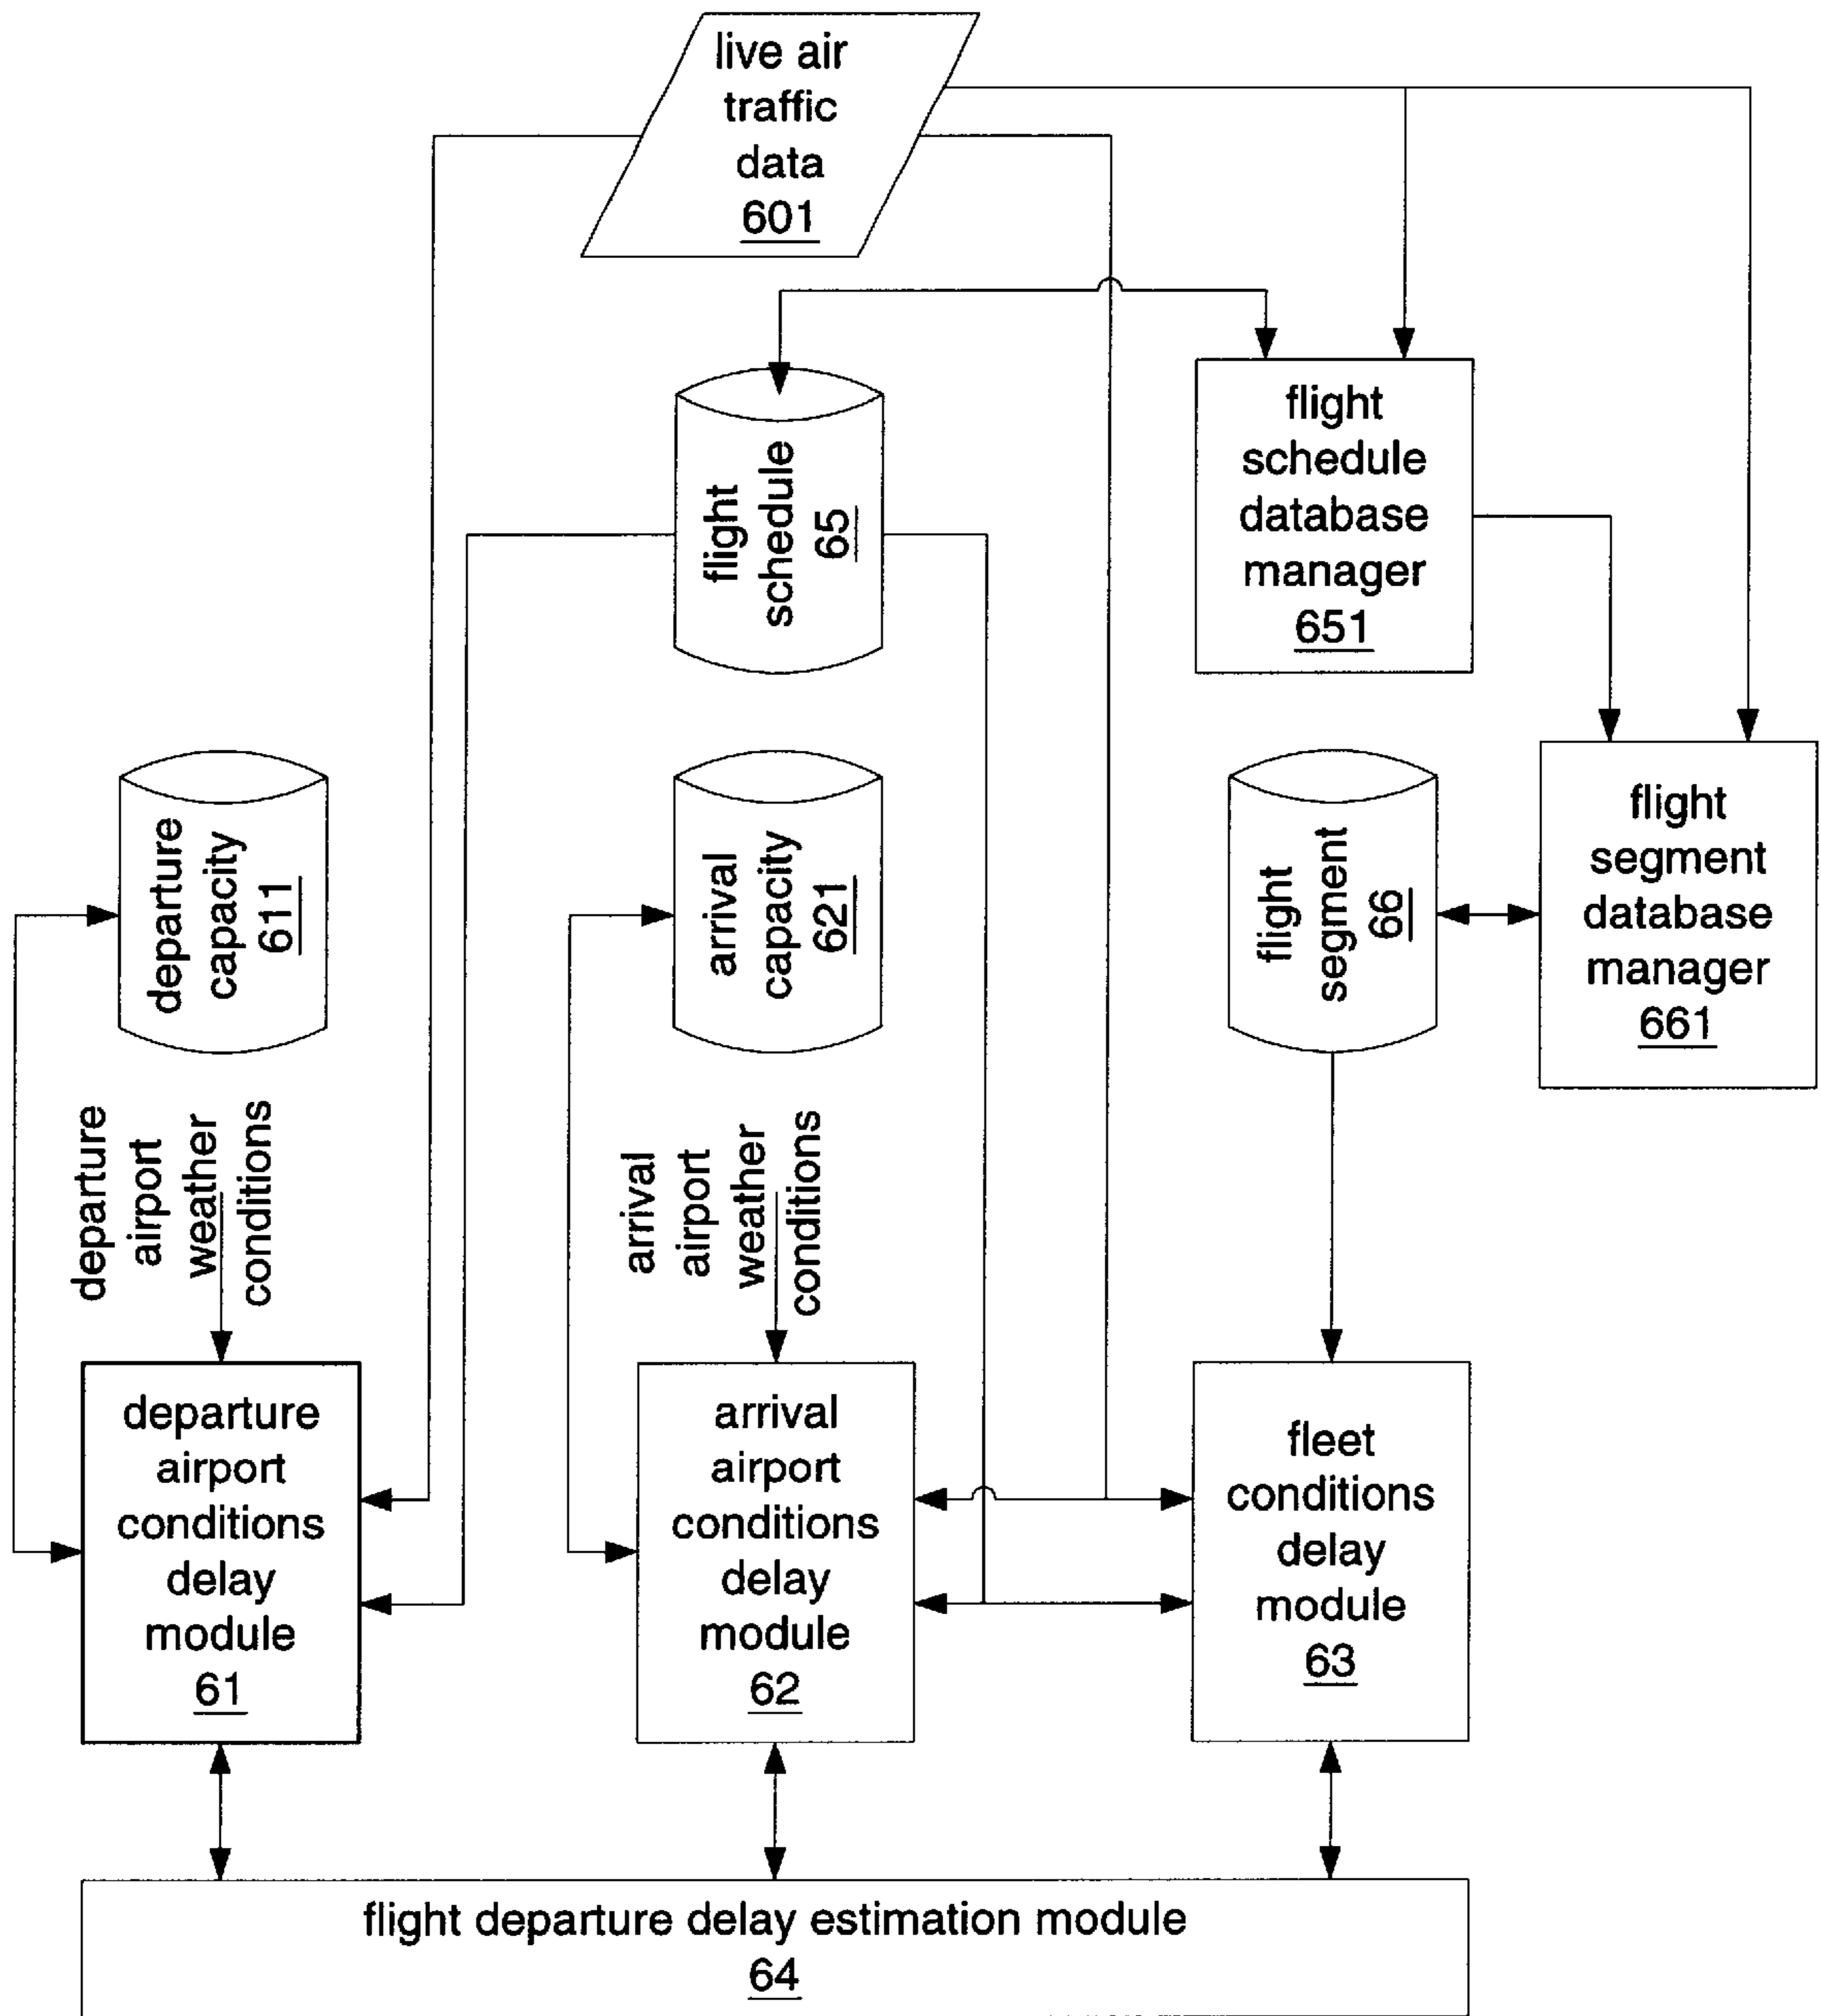 live air
traffic
data
601
flight
schedule
65
flight
schedule
database
manager
651
departure
capacity
611
arrival
capacity
621
flight
segment
66
flight
segment
database
manager
661
departure
airport
weather
conditions
arrival
airport
weather
conditions
departure
airport
conditions
delay
module
61
arrival
airport
conditions
delay
module
62
fleet
conditions
delay
module
63
flight departure delay estimation module
64